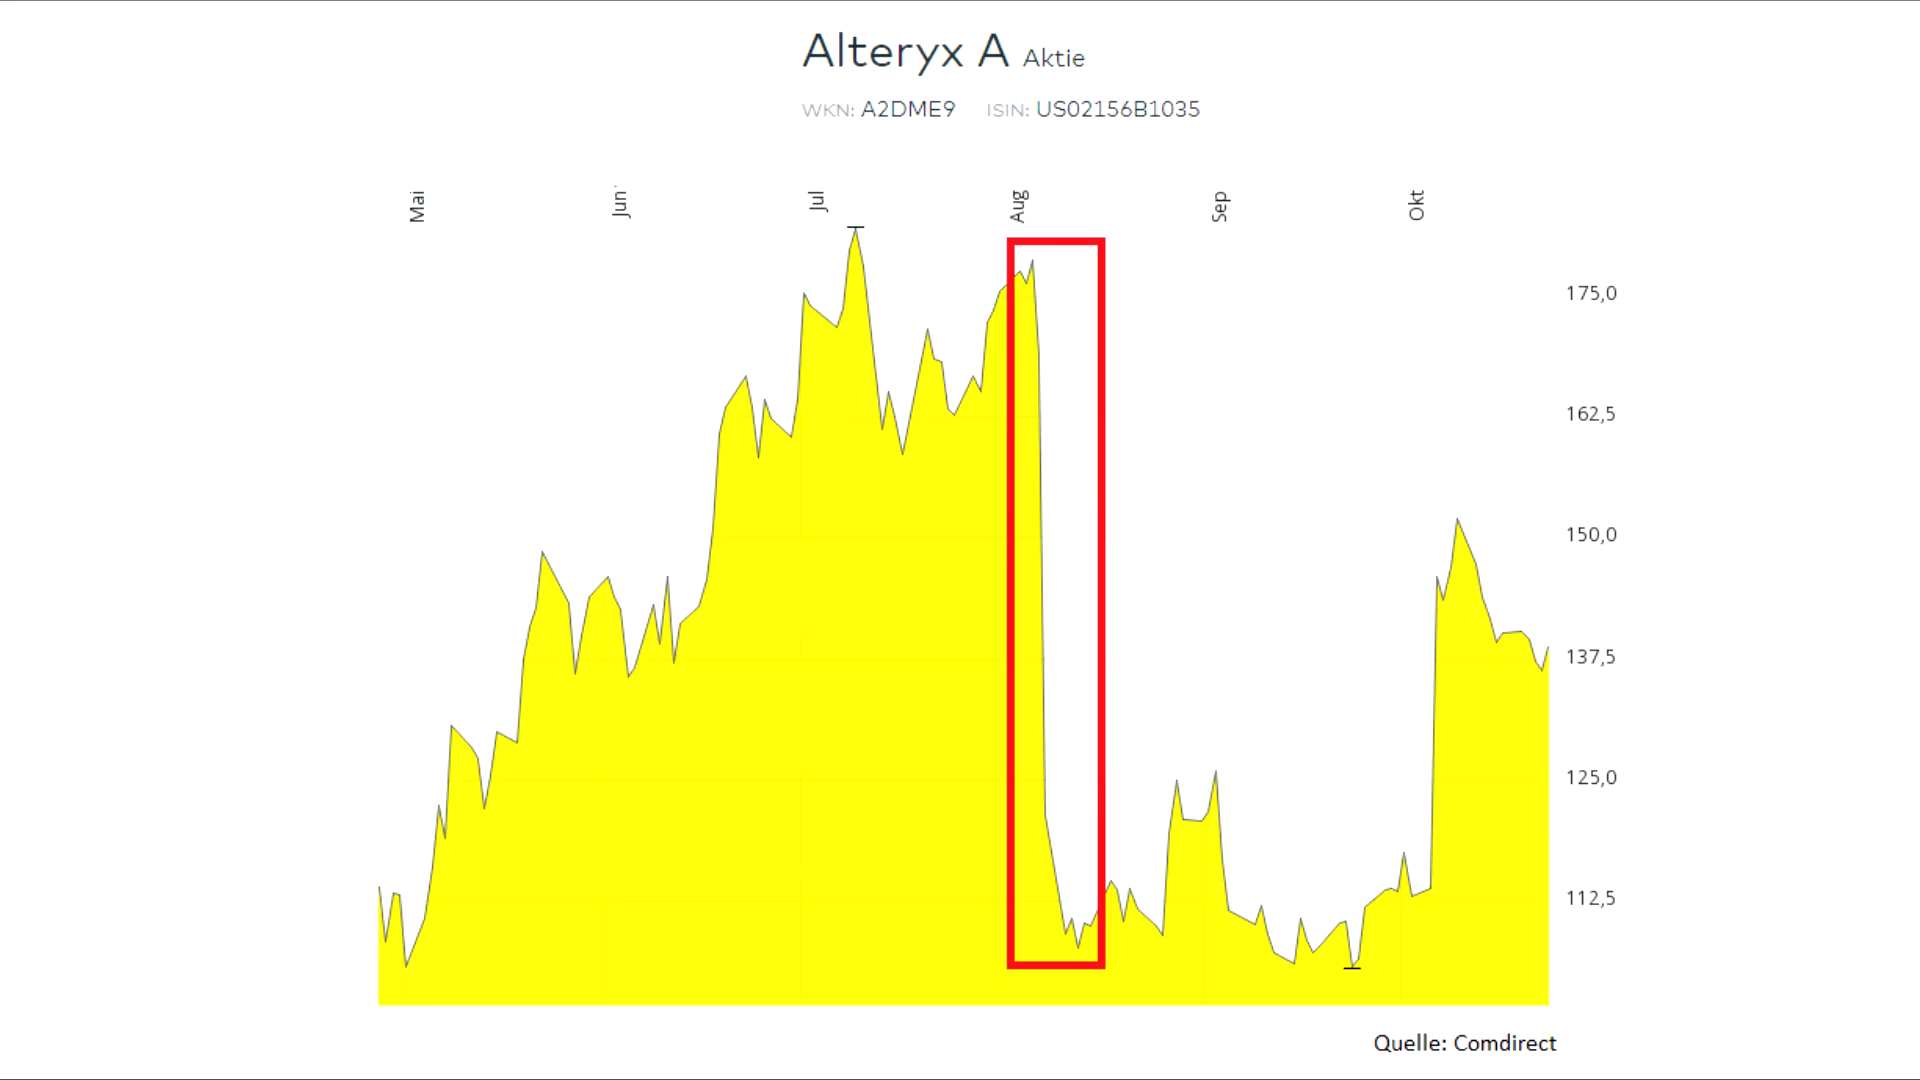 Alteryx A Aktie
WKN: A2DME9 ISIN: US02156B1035
Mai Jun Jul Aug Sep Okt
175,0
162,5
150,0
137,5
125,0
112,5
Quelle: Comdirect